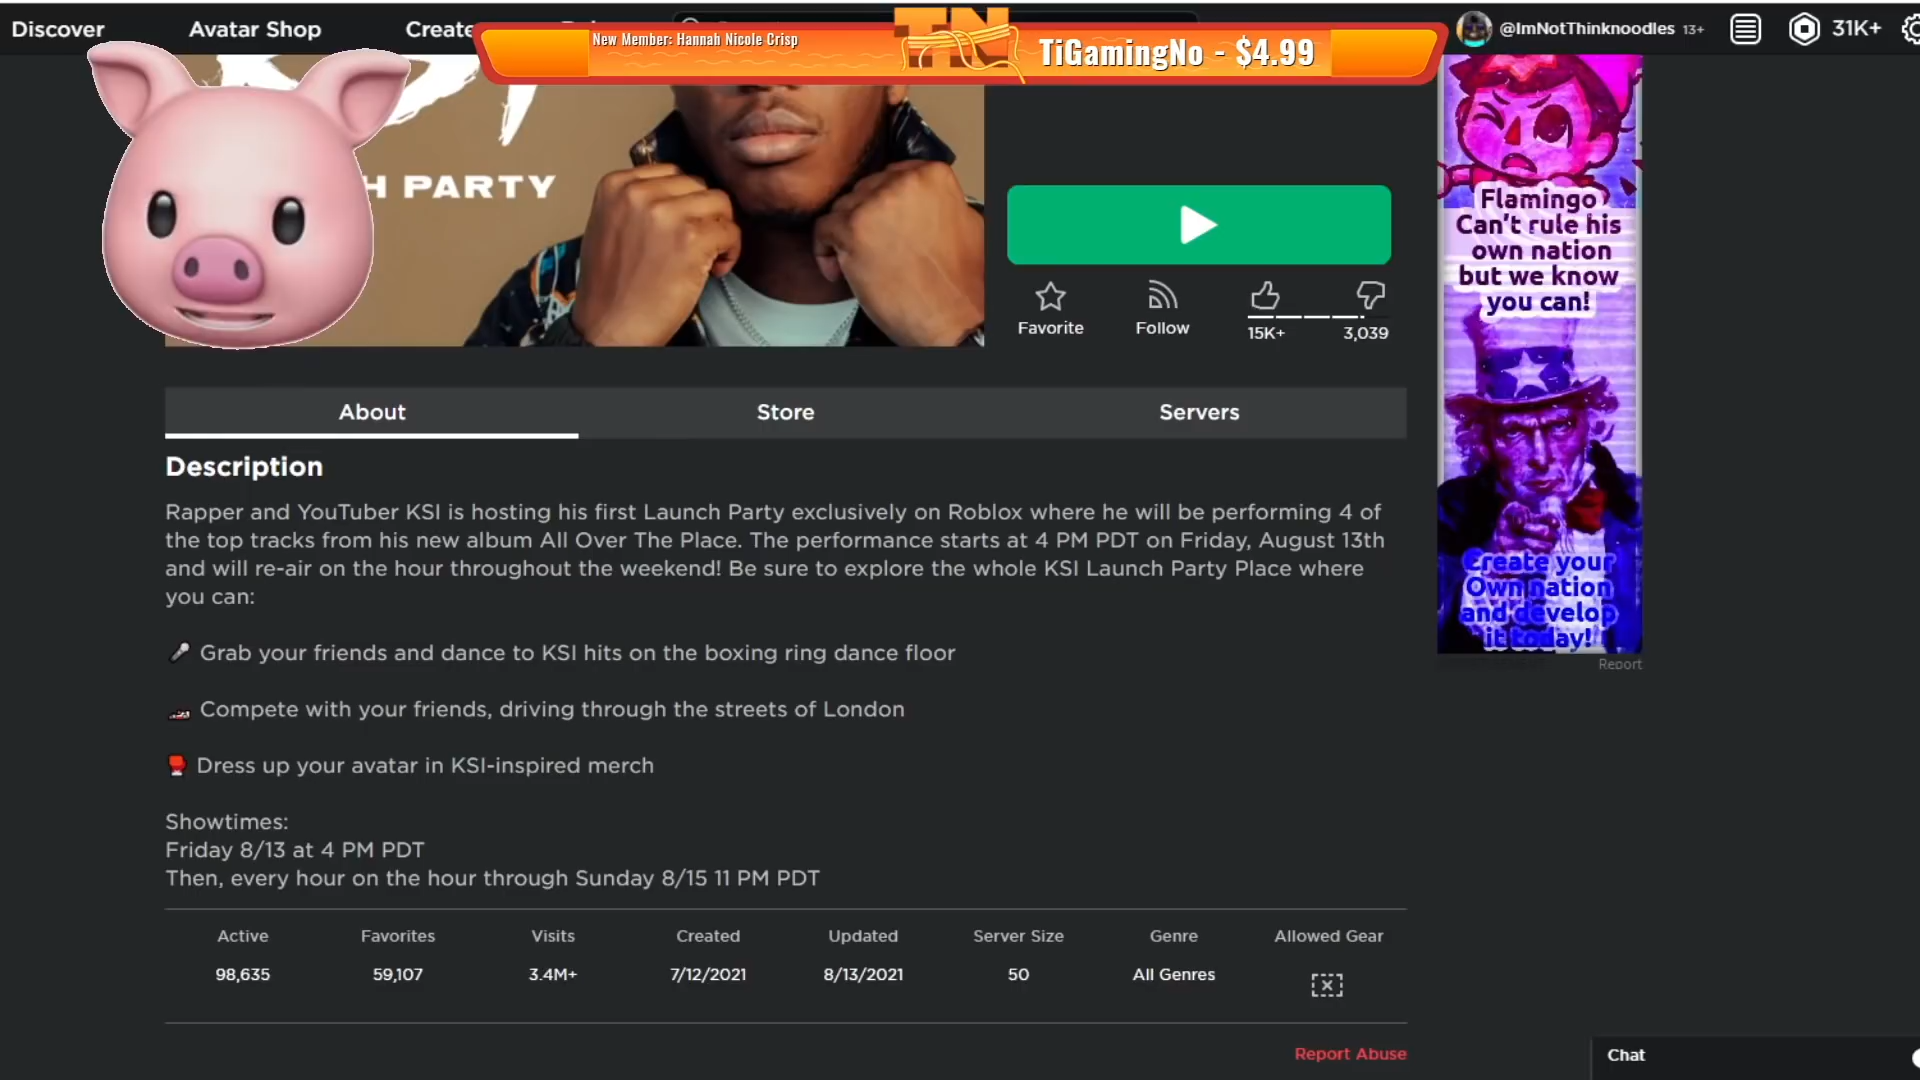 Discover
Avatar Shop
Create
New Member: Hannah Nicole Crisp
TN
TiGamingNo - $4.99
@ImNotThinknoodles 13+
31K+
H PARTY
Favorite
Follow
15K+
3,039
Flamingo
Can't rule his
own nation
but we know
you can!
Create your
Own nation
and develop
it today!
Report
About
Store
Servers
Description
Rapper and YouTuber KSI is hosting his first Launch Party exclusively on Roblox where he will be performing 4 of
the top tracks from his new album All Over The Place. The performance starts at 4 PM PDT on Friday, August 13th
and will re-air on the hour throughout the weekend! Be sure to explore the whole KSI Launch Party Place where
you can:
🎤 Grab your friends and dance to KSI hits on the boxing ring dance floor
🏎️ Compete with your friends, driving through the streets of London
🥊 Dress up your avatar in KSI-inspired merch
Showtimes:
Friday 8/13 at 4 PM PDT
Then, every hour on the hour through Sunday 8/15 11 PM PDT
Active
Favorites
Visits
Created
Updated
Server Size
Genre
Allowed Gear
98,635
59,107
3.4M+
7/12/2021
8/13/2021
50
All Genres
Report Abuse
Chat